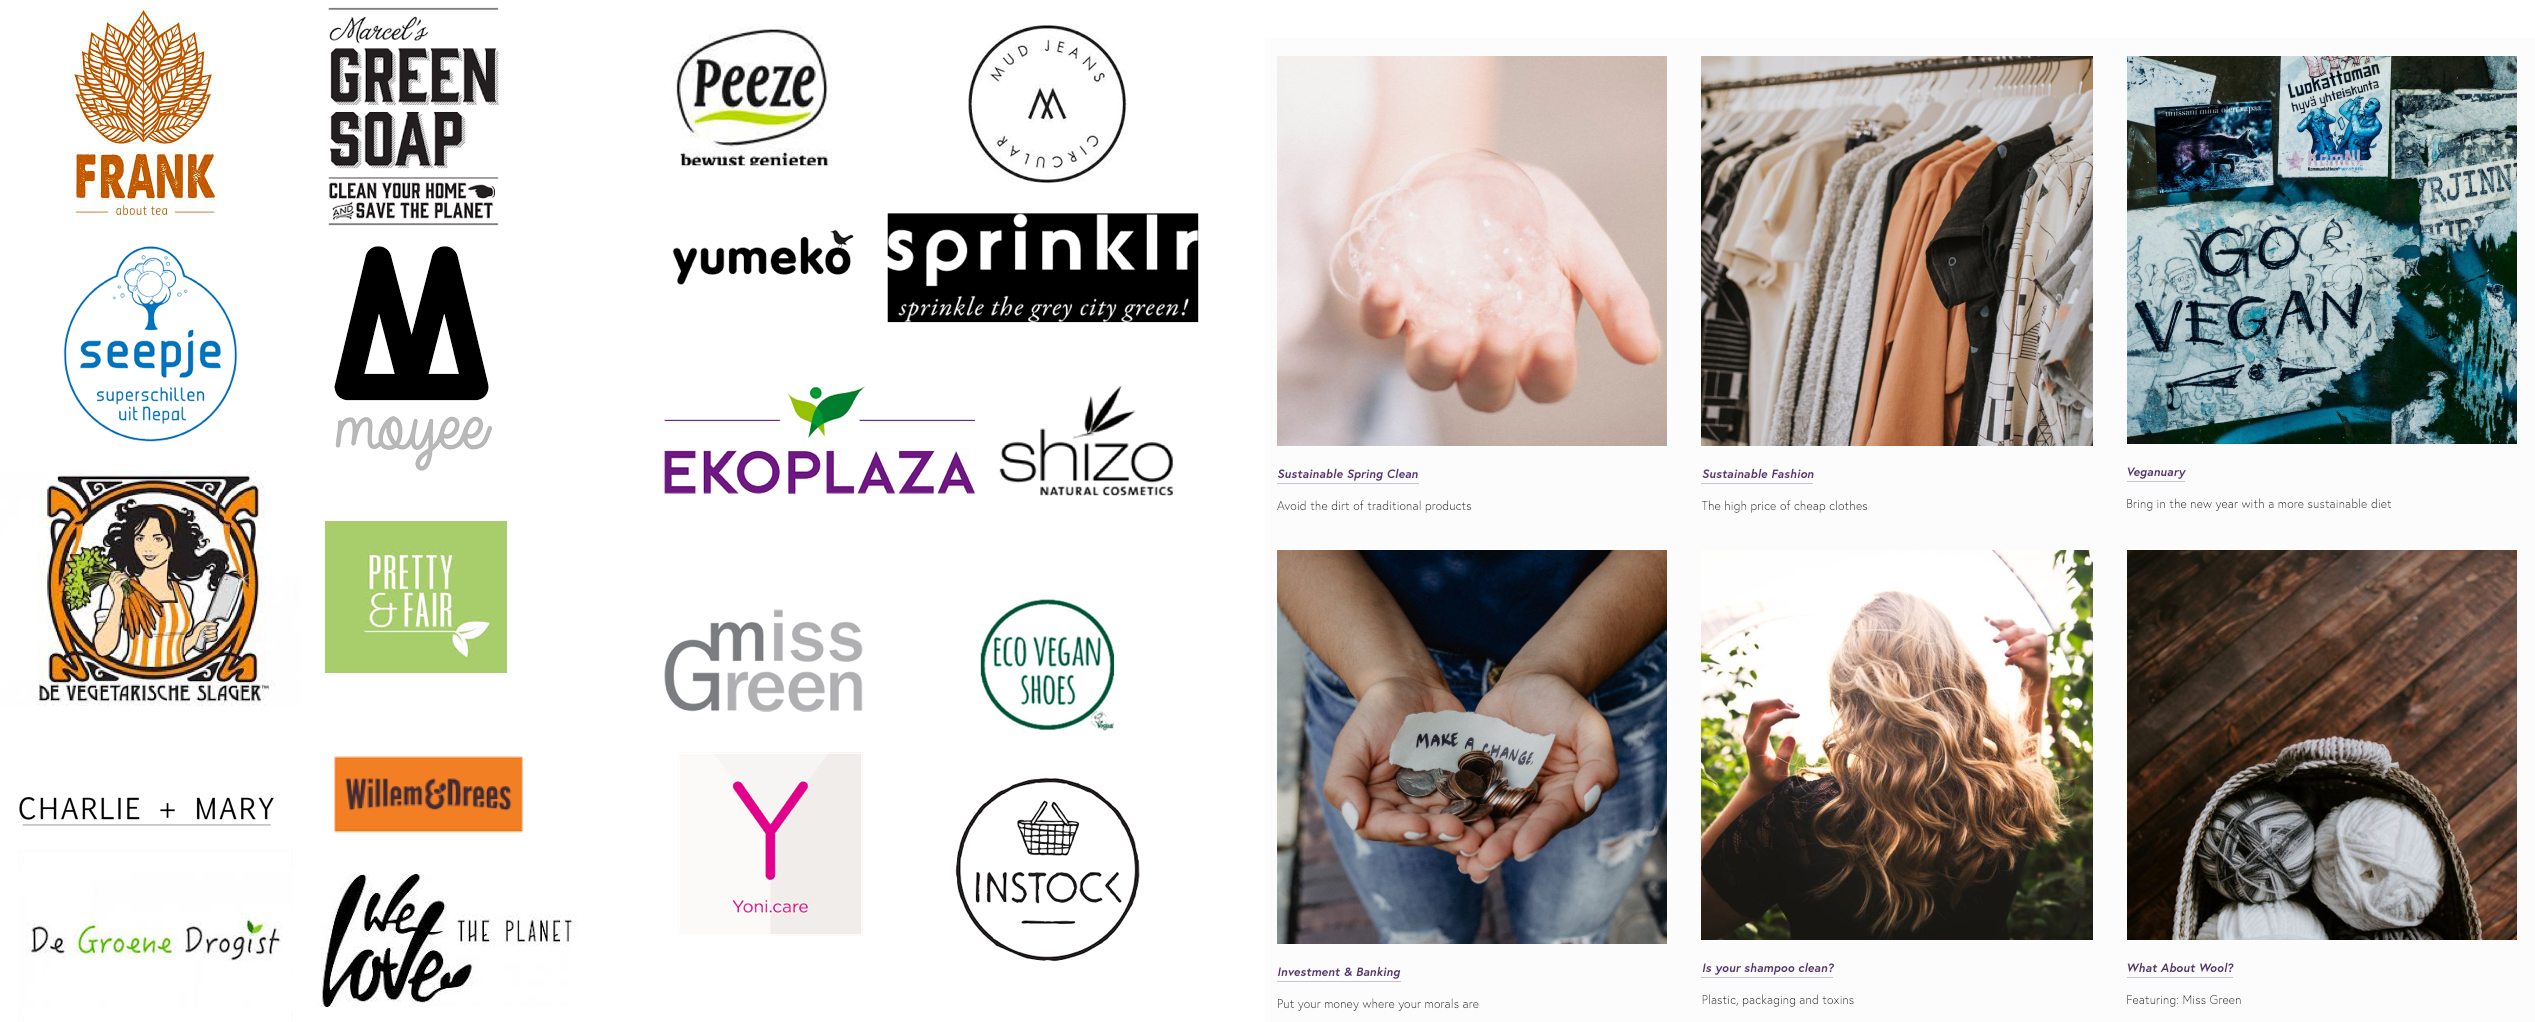 FRANK
about tea
Marcel's
GREEN
SOAP
CLEAN YOUR HOME
AND SAVE THE PLANET
Peeze
bewust genieten
MUD JEANS
CIRCULAR
seepje
superschillen
uit Nepal
moyee
yumeko
sprinklr
sprinkle the grey city green!
EKOPLAZA
shizo
NATURAL COSMETICS
DE VEGETARISCHE SLAGER™
PRETTY
& FAIR
miss
Green
ECO VEGAN
SHOES
CHARLIE + MARY
Willem&Drees
Y
Yoni.care
INSTOCK
De Groene Drogist
We
Love
THE PLANET
Luokattoman
hyvä yhteiskunta
GO
VEGAN
Sustainable Spring Clean
Avoid the dirt of traditional products
Sustainable Fashion
The high price of cheap clothes
Veganuary
Bring in the new year with a more sustainable diet
MAKE A CHANGE
Investment & Banking
Put your money where your morals are
Is your shampoo clean?
Plastic, packaging and toxins
What About Wool?
Featuring: Miss Green